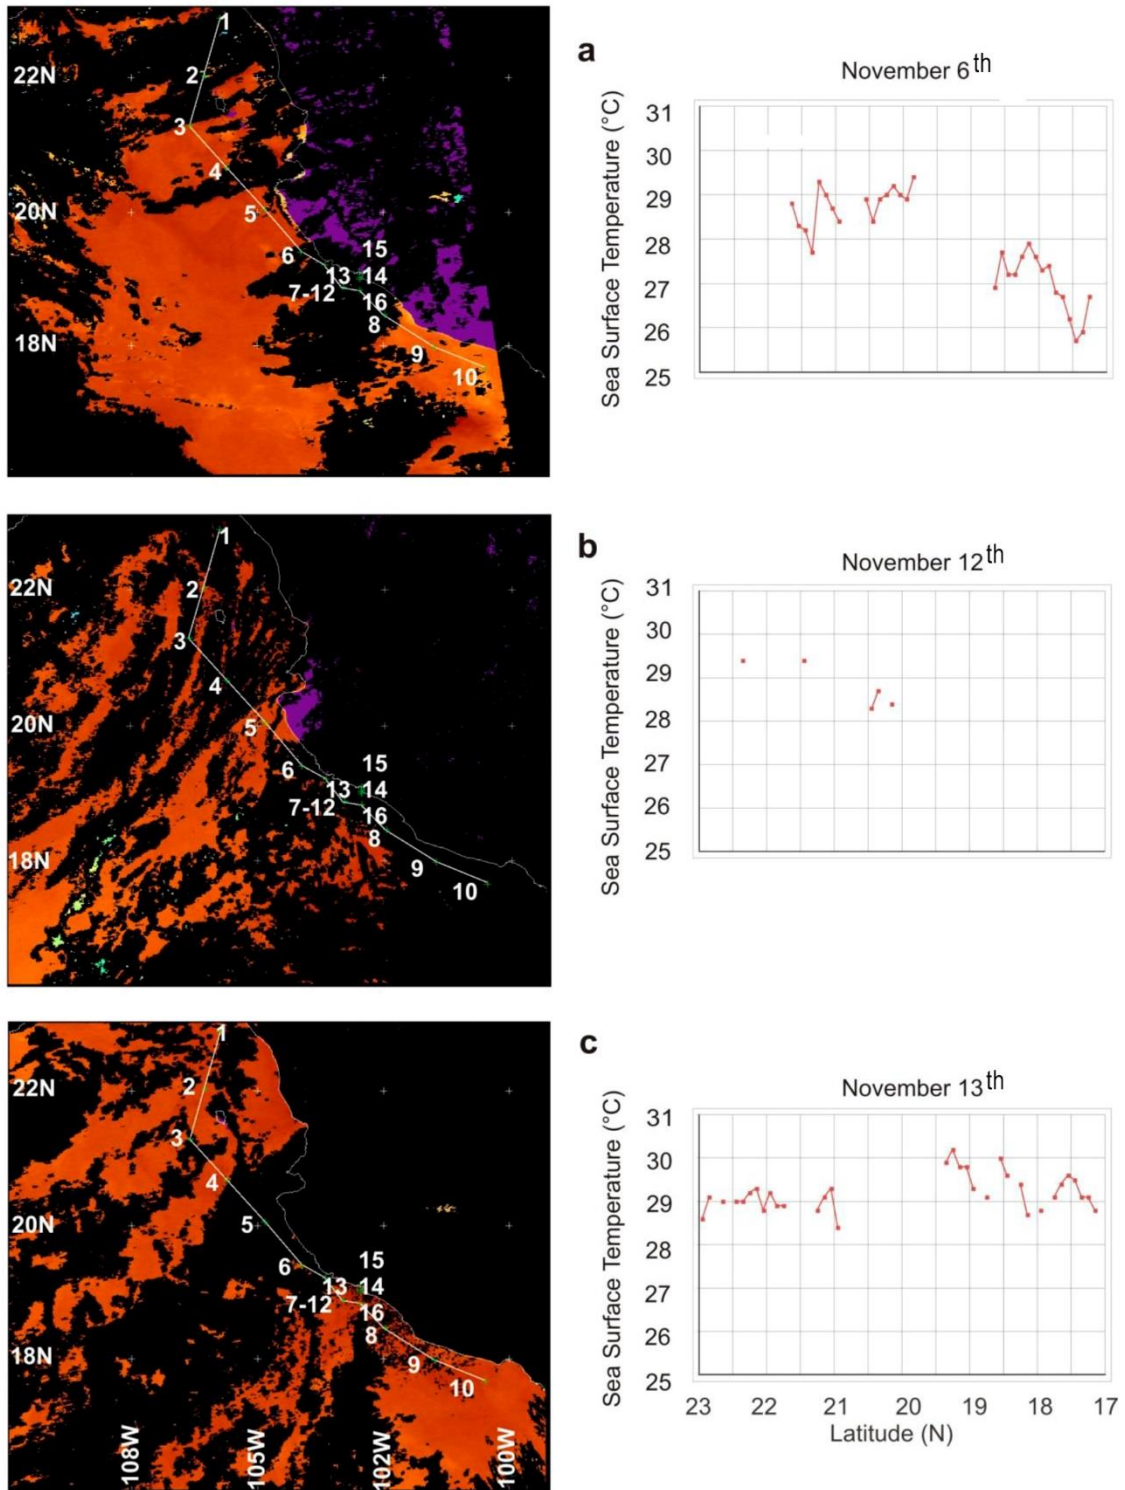 a
November 6th
22N
20N
18N
1
2
3
4
5
6
15
13 14
7-12
16
8
9
10
Sea Surface Temperature (°C)
31
30
29
28
27
26
25
b
November 12th
22N
20N
18N
1
2
3
4
5
6
15
13 14
7-12
16
8
9
10
Sea Surface Temperature (°C)
31
30
29
28
27
26
25
c
November 13th
22N
20N
18N
1
2
3
4
5
6
15
13 14
7-12
16
8
9
10
108W 105W 102W 100W
Sea Surface Temperature (°C)
31
30
29
28
27
26
25
23 22 21 20 19 18 17
Latitude (N)